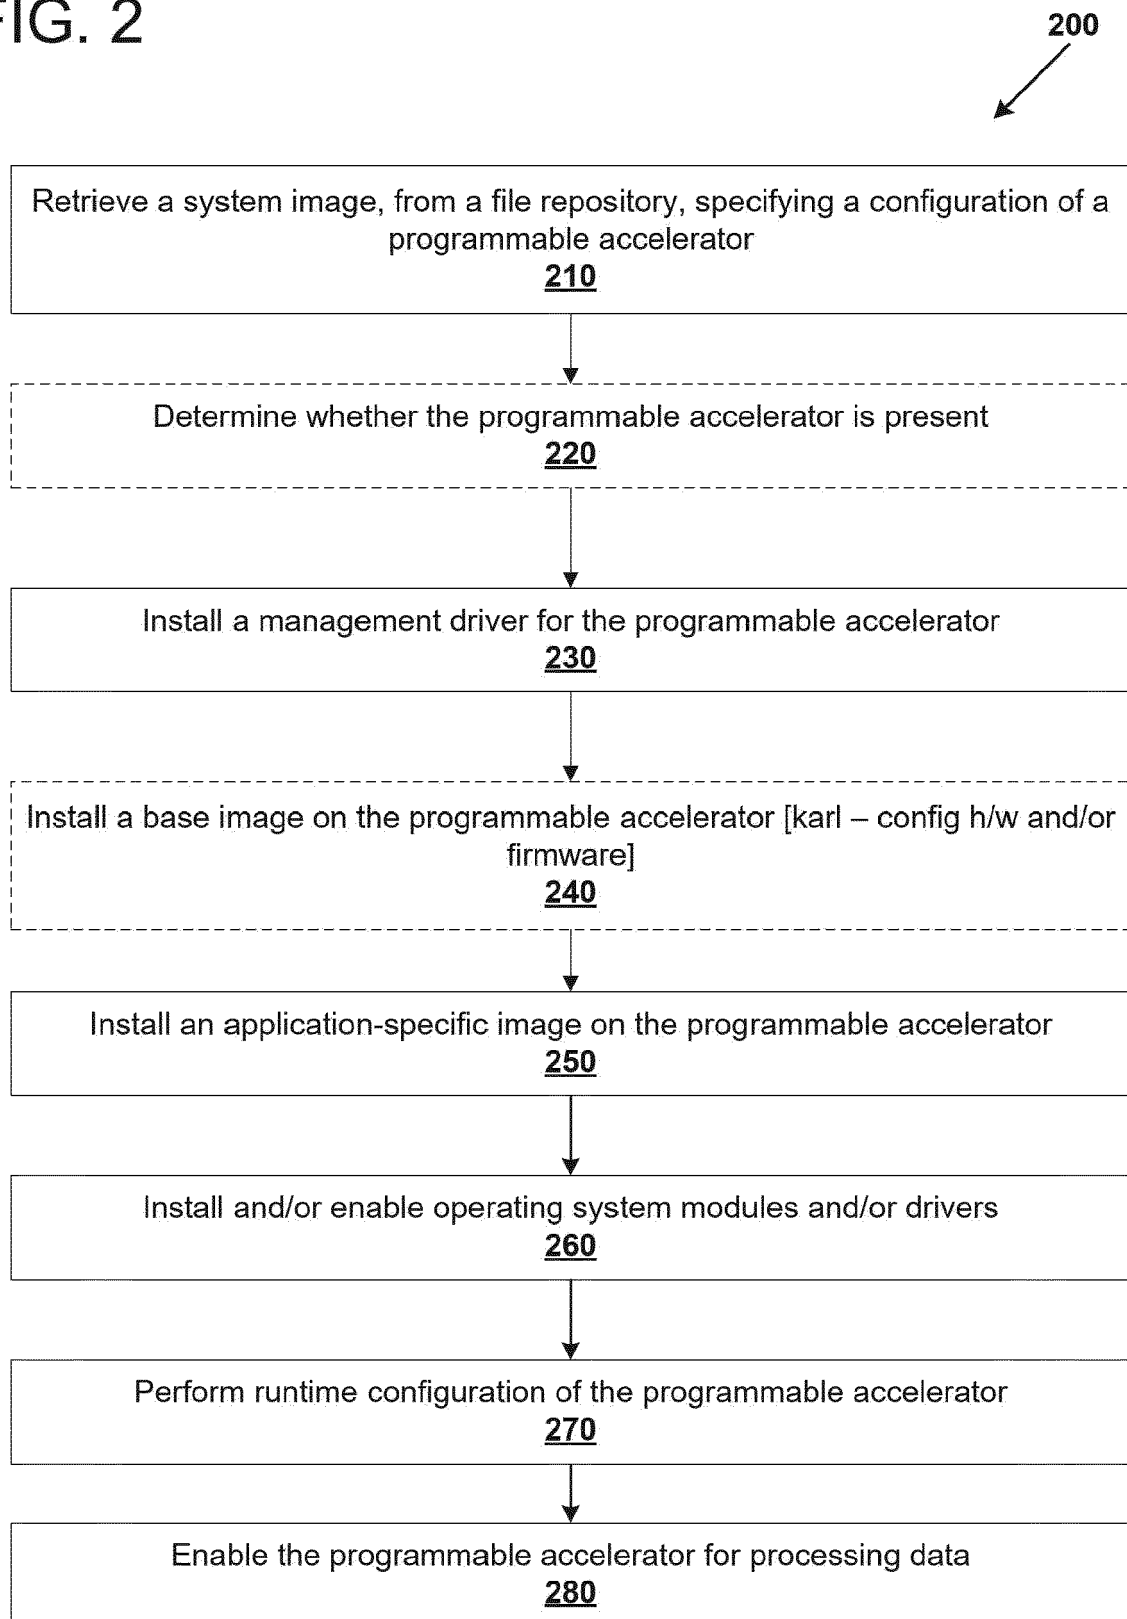 FIG. 2
200
Retrieve a system image, from a file repository, specifying a configuration of a
programmable accelerator
210
Determine whether the programmable accelerator is present
220
Install a management driver for the programmable accelerator
230
Install a base image on the programmable accelerator [karl – config h/w and/or
firmware]
240
Install an application-specific image on the programmable accelerator
250
Install and/or enable operating system modules and/or drivers
260
Perform runtime configuration of the programmable accelerator
270
Enable the programmable accelerator for processing data
280